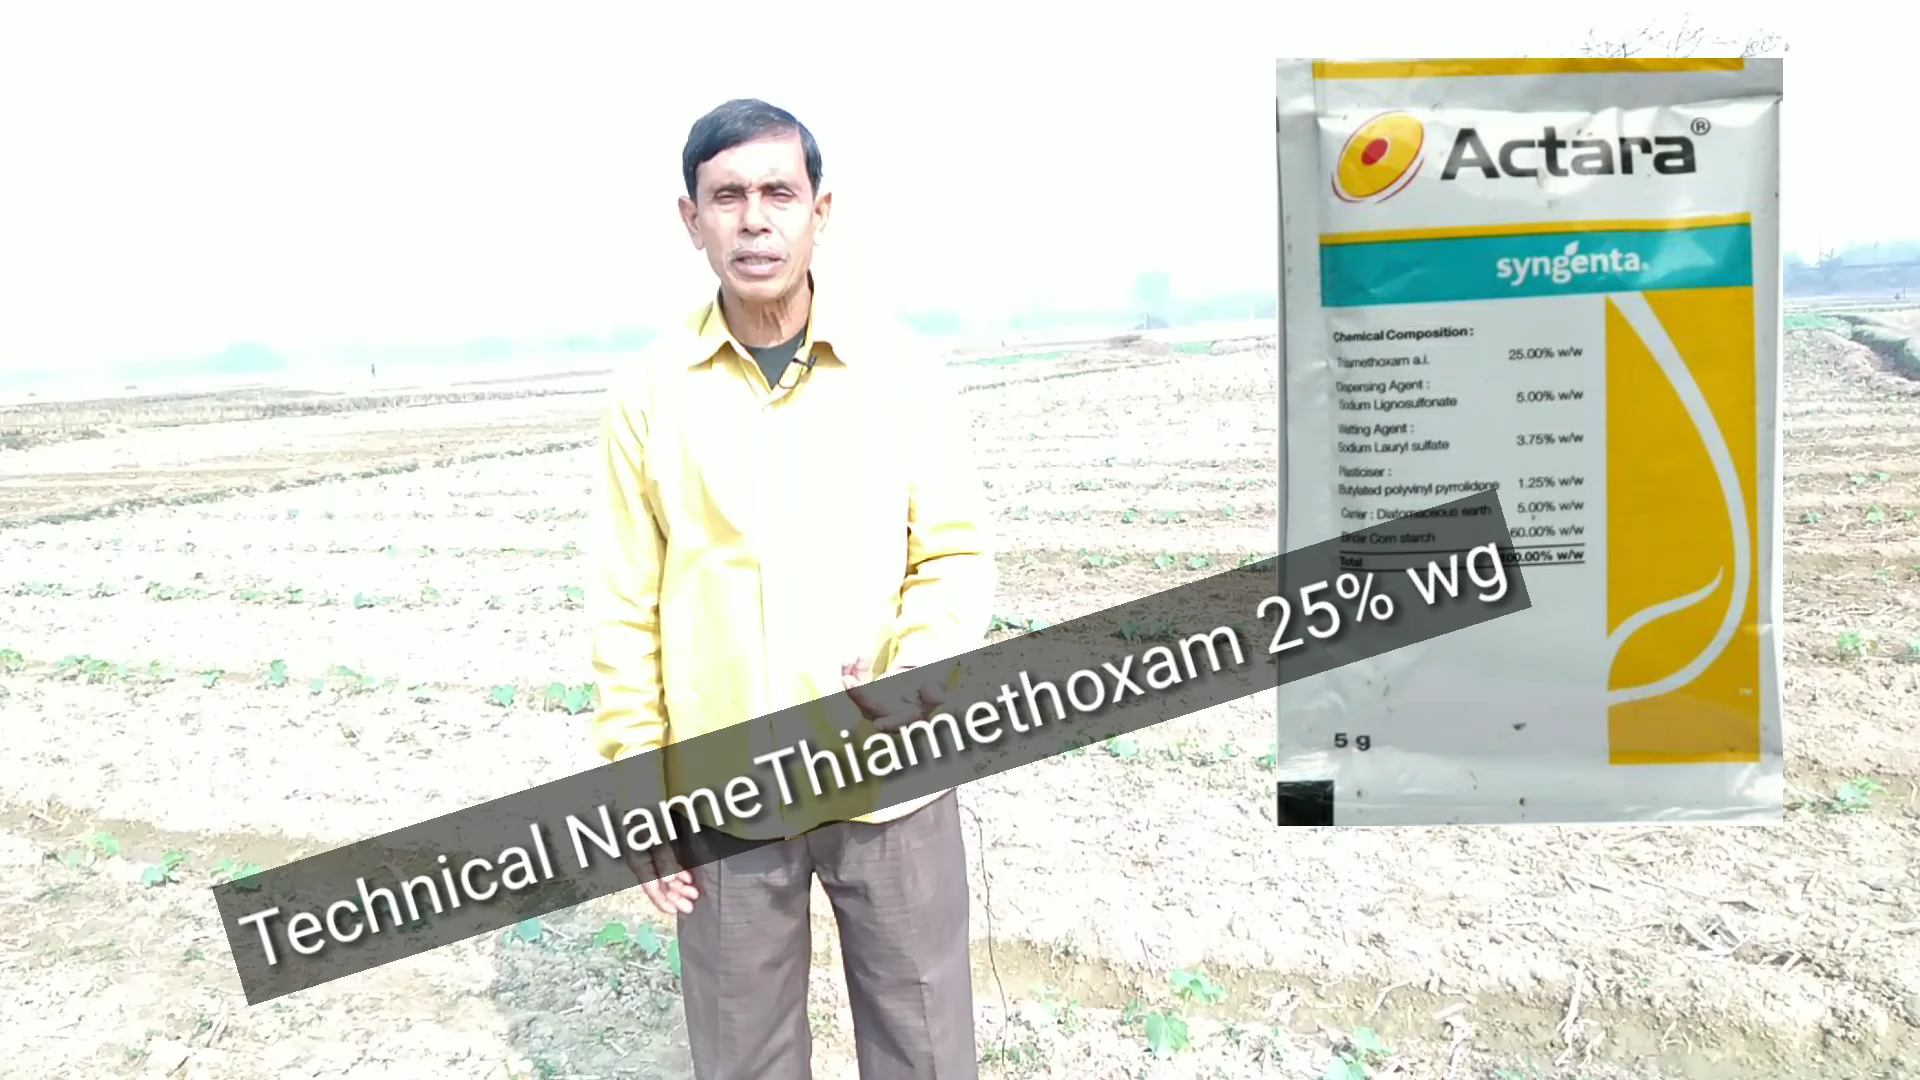 Actara®
syngenta.
Chemical Composition:
Thiamethoxam a.i. 25.00% w/w
Dispersing Agent :
Sodium Lignosulfonate 5.00% w/w
Wetting Agent :
Sodium Lauryl sulfate 3.75% w/w
Plasticiser :
Butylated polyvinyl pyrrolidone 1.25% w/w
Carrier : Diatomaceous earth 5.00% w/w
Corn starch 60.00% w/w
Total 100.00% w/w
Technical NameThiamethoxam 25% wg
5 g